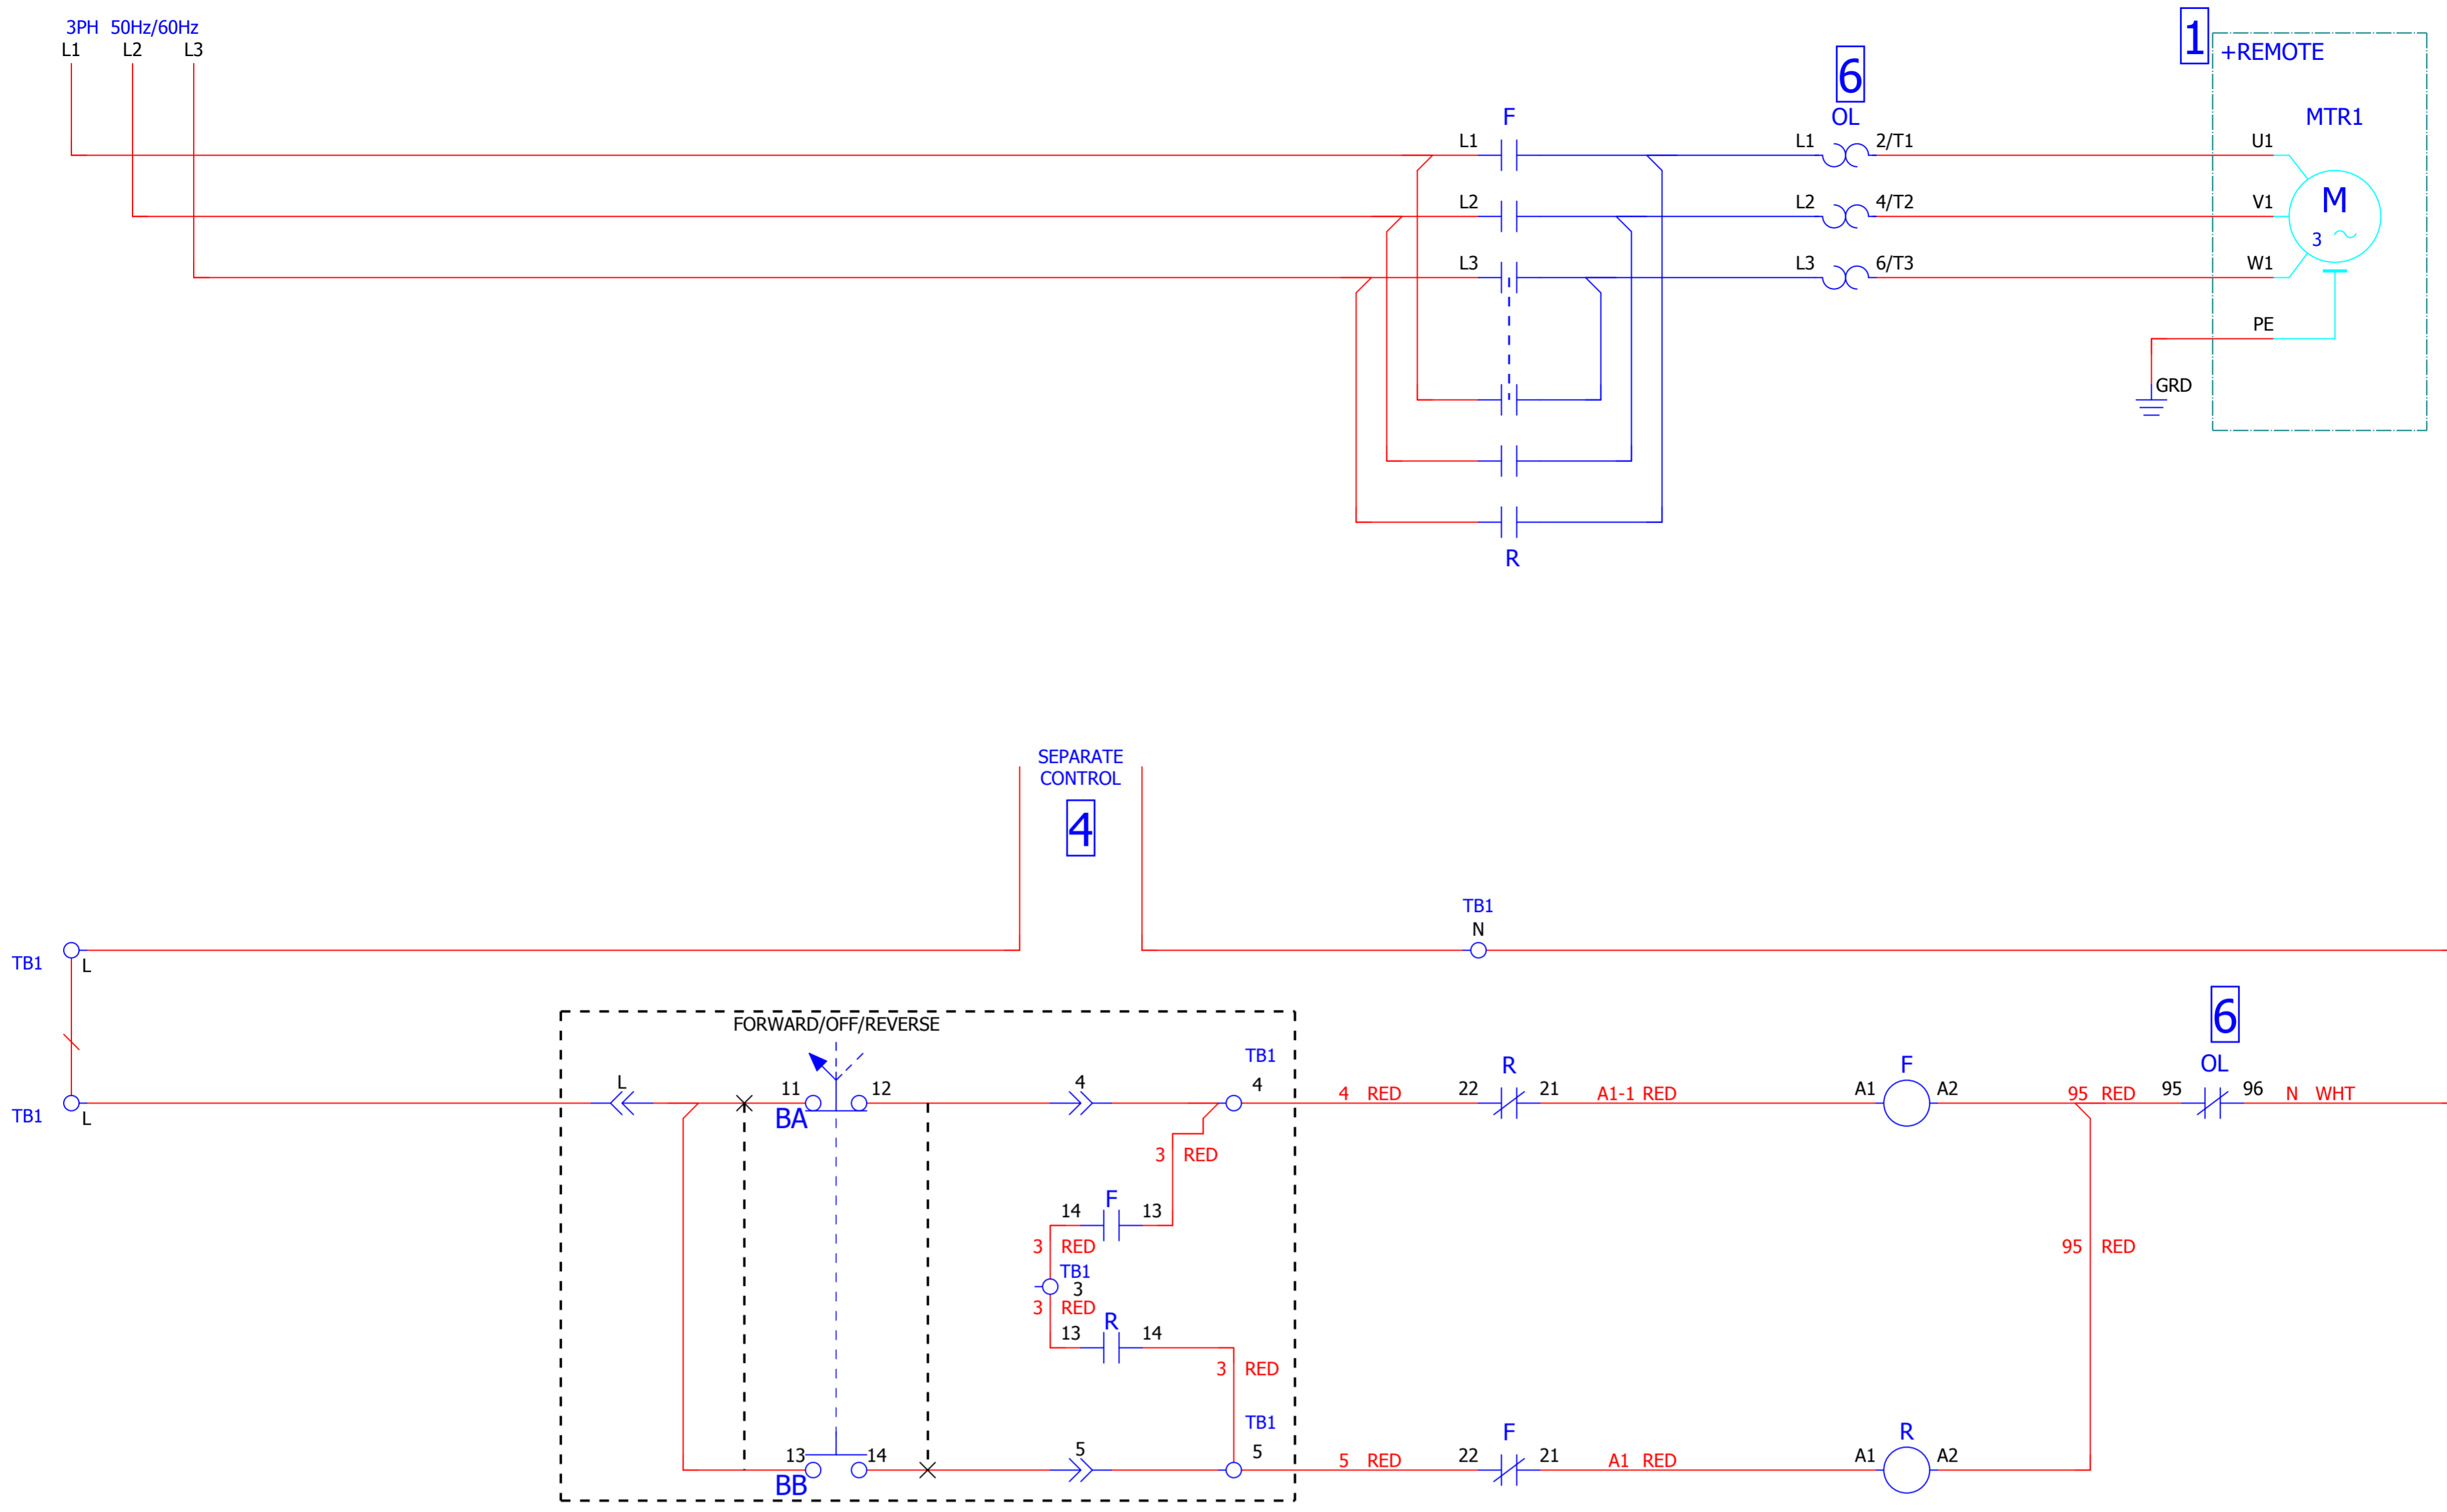 3PH 50Hz/60Hz
L1 L2 L3
1
+REMOTE
6
F OL MTR1
L1 L1 2/T1 U1
L2 L2 4/T2 V1
M
3
L3 L3 6/T3 W1
PE
GRD
R
SEPARATE
CONTROL
4
TB1
N
TB1 L
6
FORWARD/OFF/REVERSE
TB1 R F OL
L 11 12 4 4 4 RED 22 21 A1-1 RED A1 A2 95 RED 95 96 N WHT
TB1 L BA
3 RED
F
14 13
3 RED 95 RED
TB1
3
3 RED
R
13 14
3 RED
TB1 F R
13 14 5 5 5 RED 22 21 A1 RED A1 A2
BB